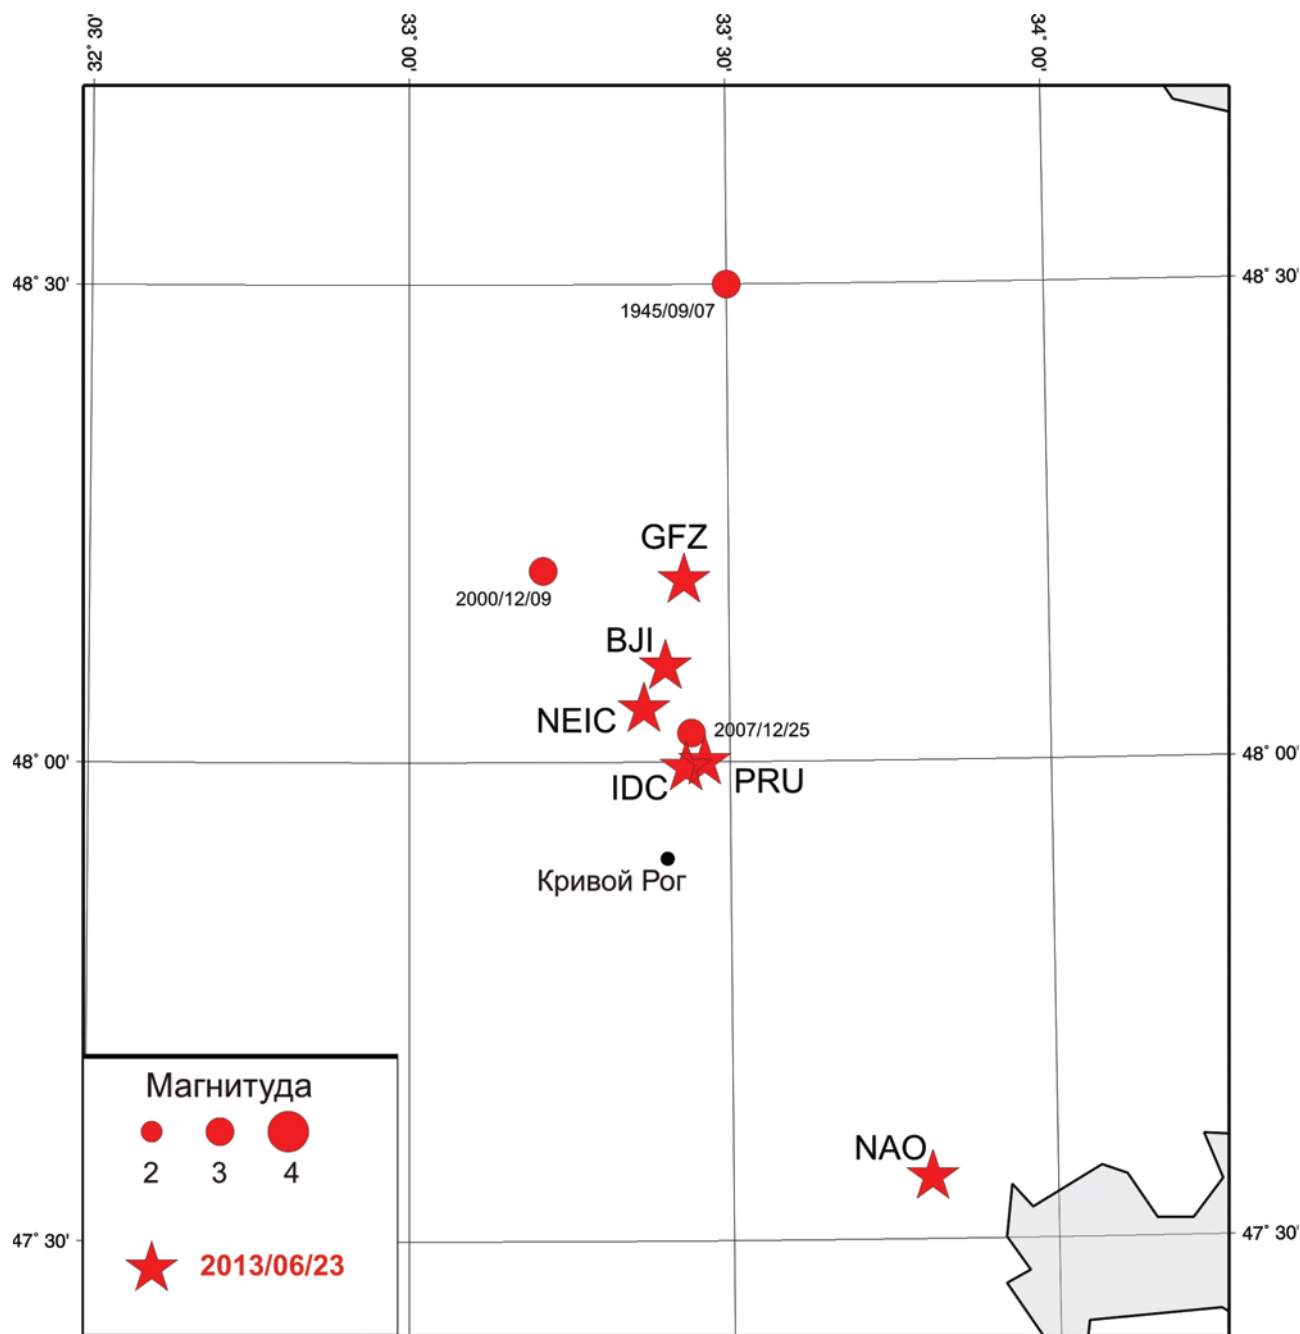 32° 30'
33° 00'
33° 30'
34° 00'
48° 30'
48° 30'
1945/09/07
GFZ
2000/12/09
BJI
NEIC
2007/12/25
48° 00'
48° 00'
IDC
PRU
Кривой Рог
Магнитуда
2 3 4
NAO
47° 30'
47° 30'
2013/06/23